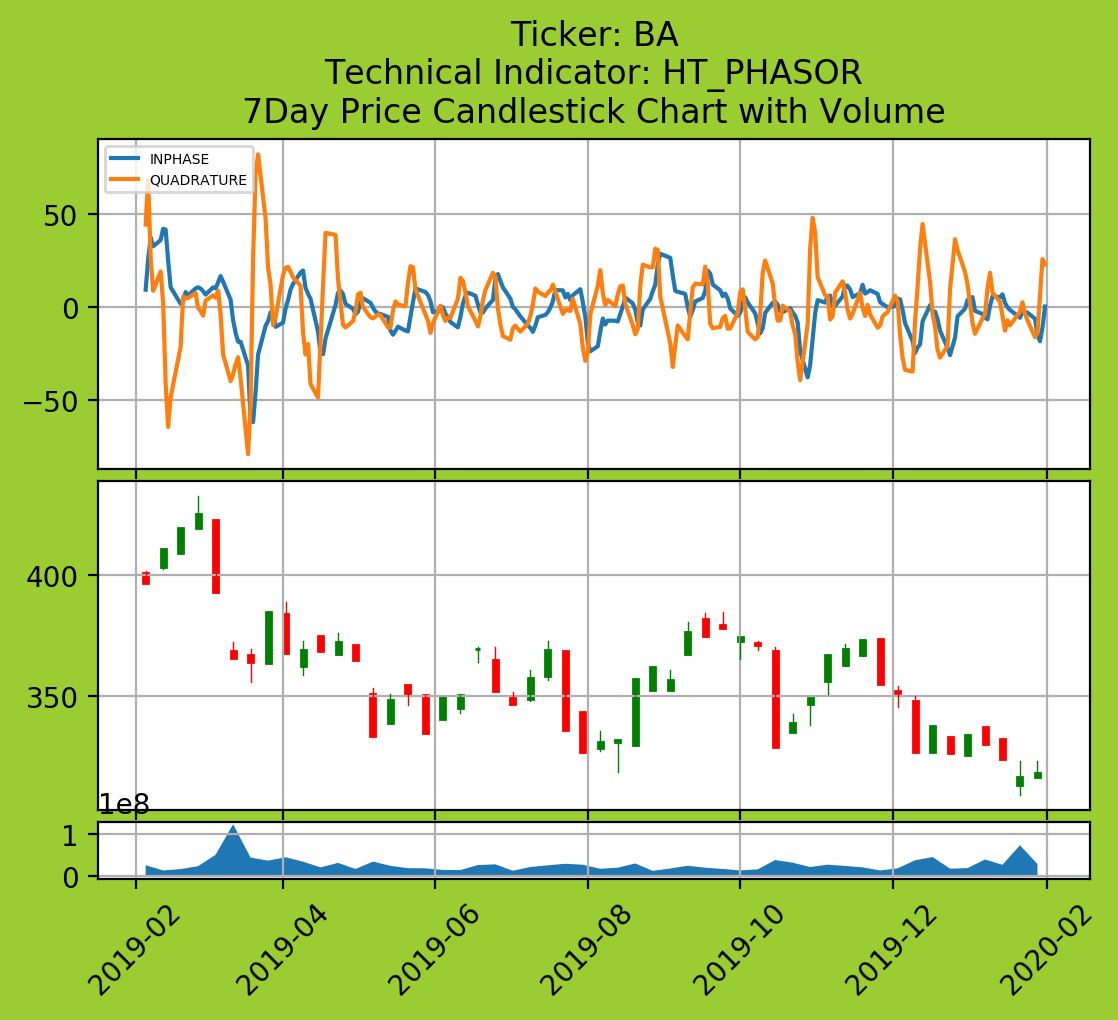 Ticker: BA
Technical Indicator: HT_PHASOR
7Day Price Candlestick Chart with Volume
INPHASE
QUADRATURE
50
0
−50
400
350
1e8
1
0
2019-02
2019-04
2019-06
2019-08
2019-10
2019-12
2020-02